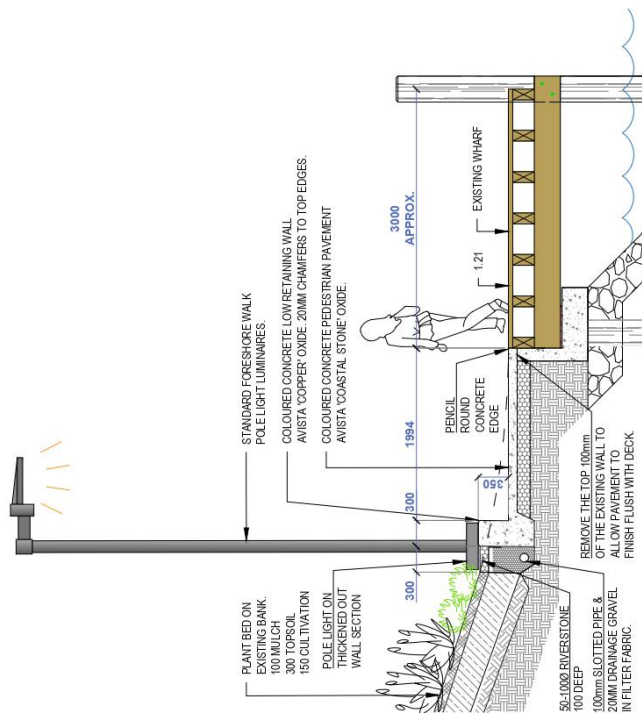 STANDARD FORESHORE WALK
POLE LIGHT LUMINAIRES.
COLOURED CONCRETE LOW RETAINING WALL
AVISTA 'COPPER' OXIDE. 20MM CHAMFERS TO TOP EDGES.
COLOURED CONCRETE PEDESTRIAN PAVEMENT
AVISTA 'COASTAL STONE' OXIDE.
PLANT BED ON
EXISTING BANK.
100 MULCH
300 TOPSOIL
150 CULTIVATION
POLE LIGHT ON
THICKENED OUT
WALL SECTION
300
300
1994
3000
APPROX.
350
PENCIL
ROUND
CONCRETE
EDGE
1.21
EXISTING WHARF
50-100Ø RIVERSTONE
100 DEEP
100mm SLOTTED PIPE &
20MM DRAINAGE GRAVEL
IN FILTER FABRIC.
REMOVE THE TOP 100mm
OF THE EXISTING WALL TO
ALLOW PAVEMENT TO
FINISH FLUSH WITH DECK.